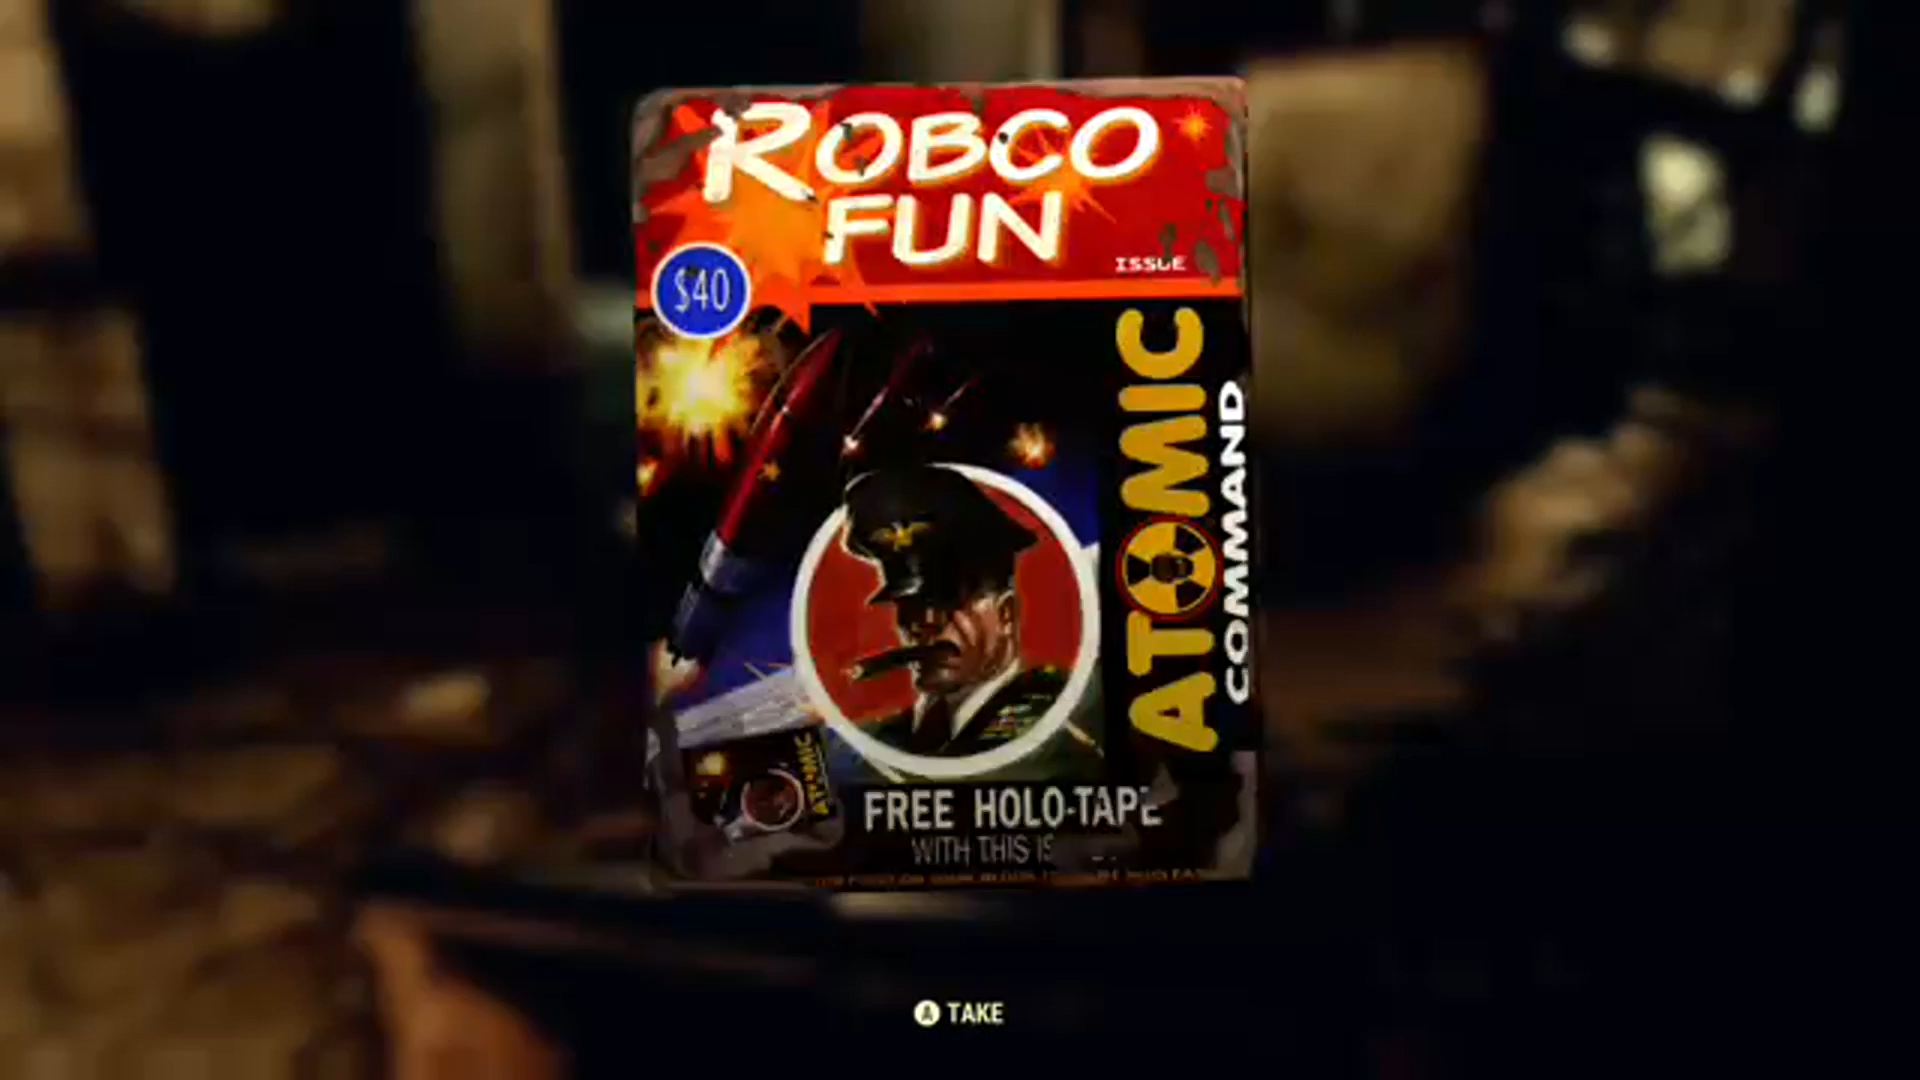 ROBCO
FUN
ISSUE
$40
ATOMIC
COMMAND
ATOMIC
FREE HOLO-TAPE
WITH THIS
A TAKE